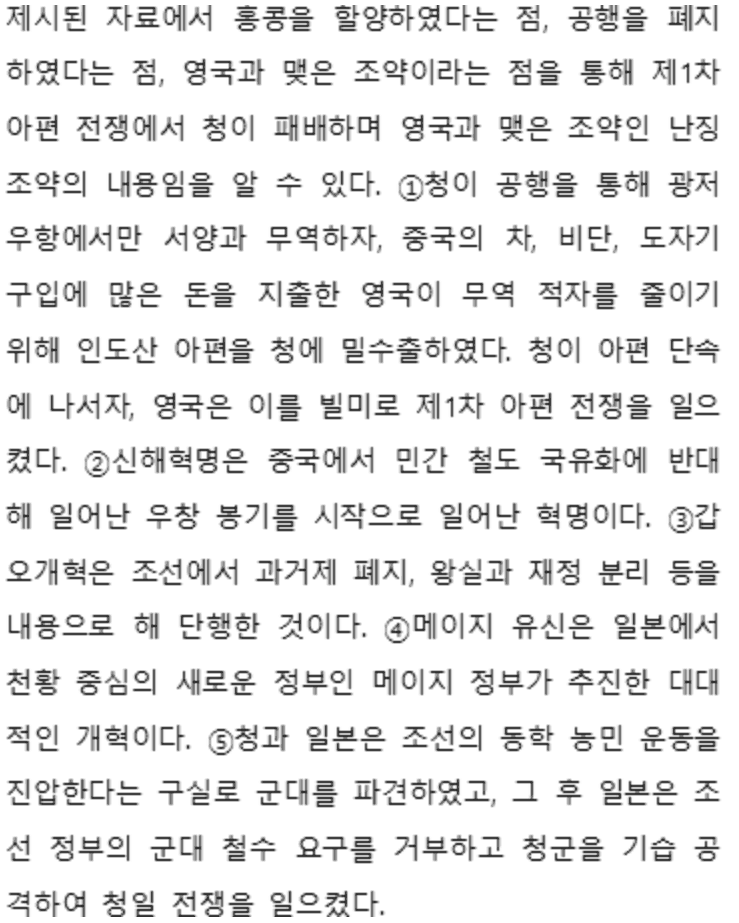 제시된 자료에서 홍콩을 할양하였다는 점, 공행을 폐지
하였다는 점, 영국과 맺은 조약이라는 점을 통해 제1차
아편 전쟁에서 청이 패배하며 영국과 맺은 조약인 난징
조약의 내용임을 알 수 있다. ①청이 공행을 통해 광저
우항에서만 서양과 무역하자, 중국의 차, 비단, 도자기
구입에 많은 돈을 지출한 영국이 무역 적자를 줄이기
위해 인도산 아편을 청에 밀수출하였다. 청이 아편 단속
에 나서자, 영국은 이를 빌미로 제1차 아편 전쟁을 일으
켰다. ②신해혁명은 중국에서 민간 철도 국유화에 반대
해 일어난 우창 봉기를 시작으로 일어난 혁명이다. ③갑
오개혁은 조선에서 과거제 폐지, 왕실과 재정 분리 등을
내용으로 해 단행한 것이다. ④메이지 유신은 일본에서
천황 중심의 새로운 정부인 메이지 정부가 추진한 대대
적인 개혁이다. ⑤청과 일본은 조선의 동학 농민 운동을
진압한다는 구실로 군대를 파견하였고, 그 후 일본은 조
선 정부의 군대 철수 요구를 거부하고 청군을 기습 공
격하여 청일 전쟁을 일으켰다.